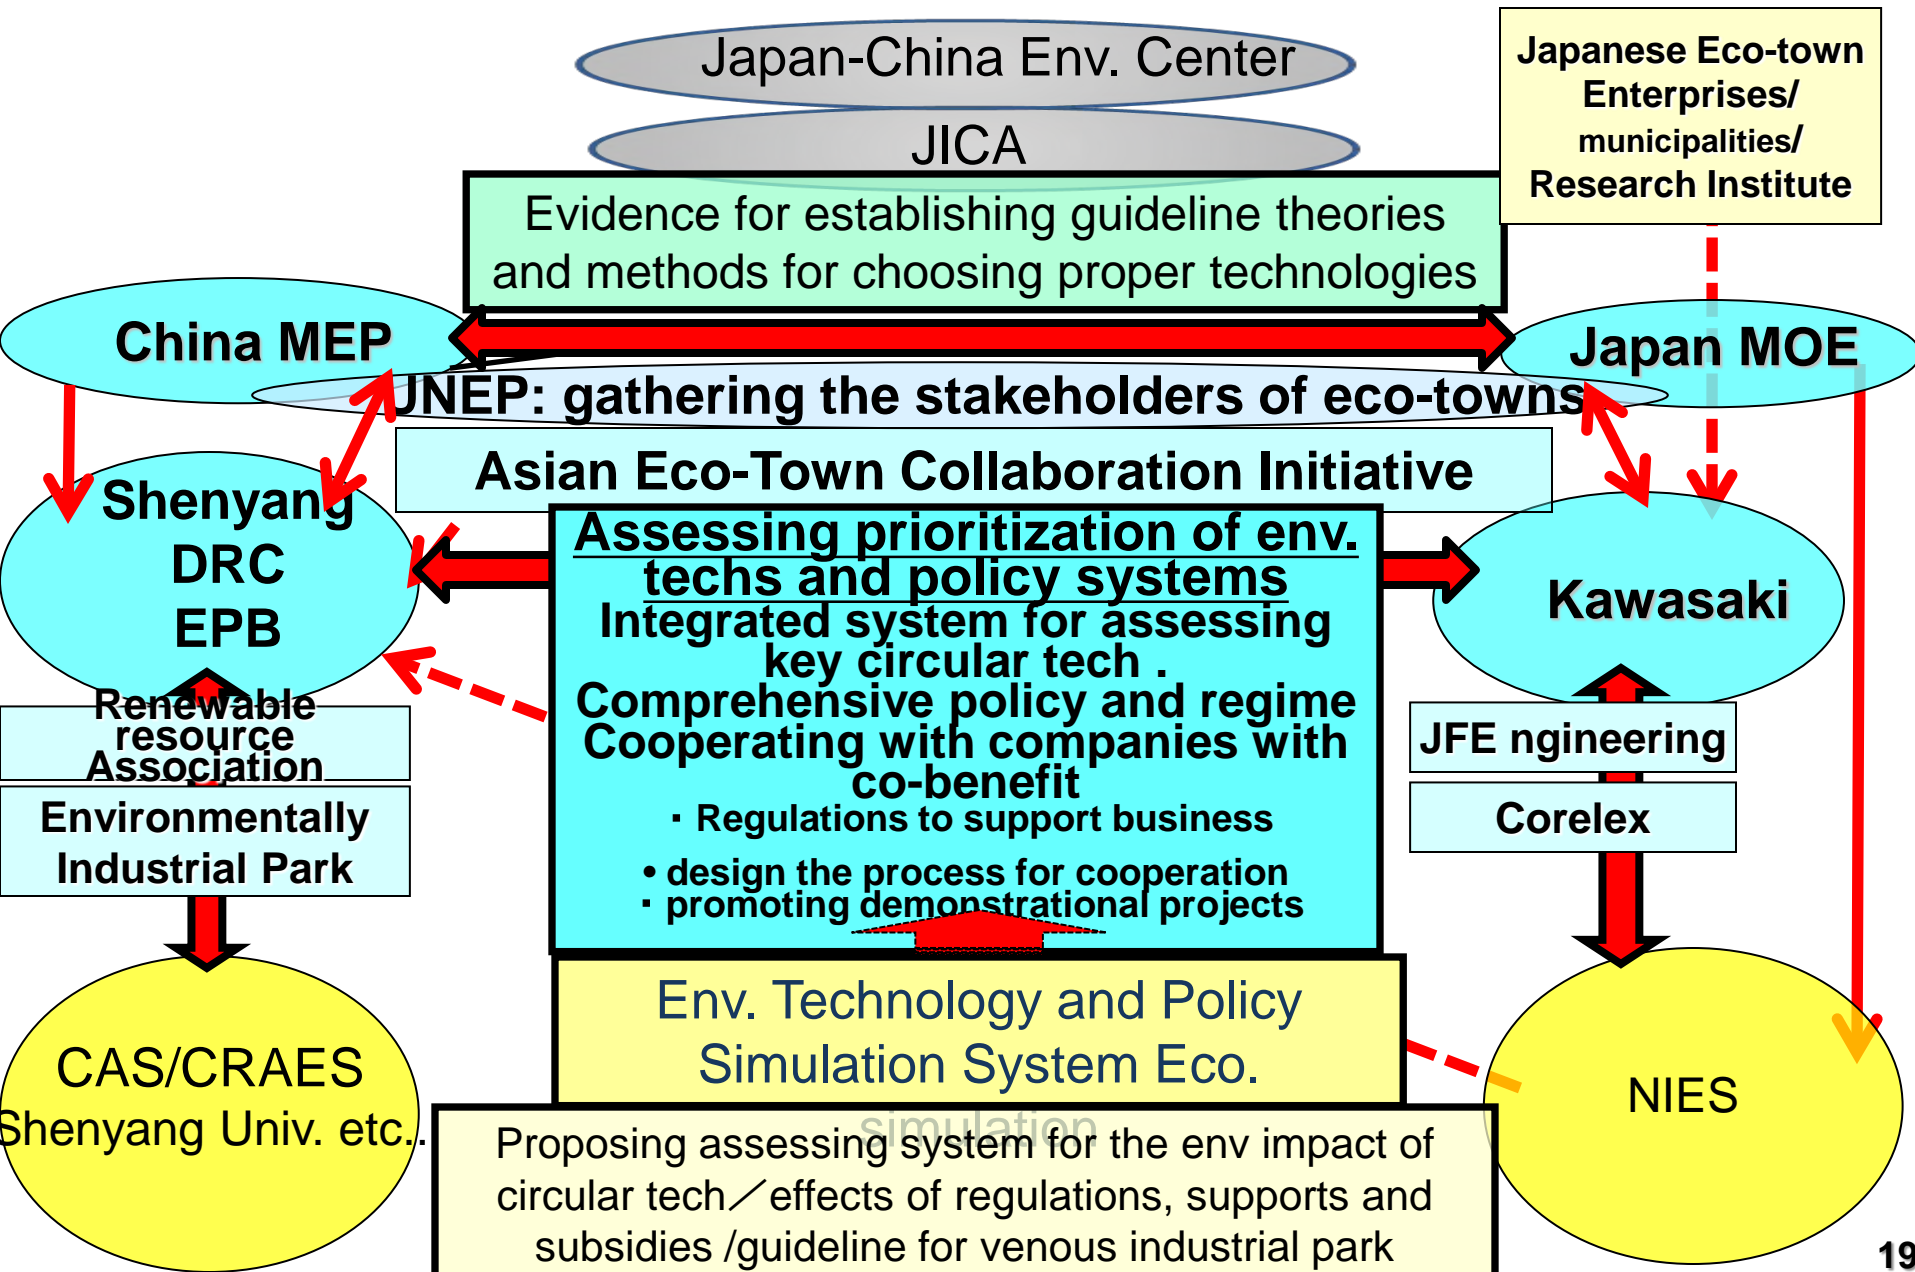 Japan-China Env. Center
JICA
Japanese Eco-town
Enterprises/
municipalities/
Research Institute
Evidence for establishing guideline theories
and methods for choosing proper technologies
China MEP
Japan MOE
UNEP: gathering the stakeholders of eco-towns
Asian Eco-Town Collaboration Initiative
Shenyang
DRC
EPB
Assessing prioritization of env.
techs and policy systems
Integrated system for assessing
key circular tech .
Comprehensive policy and regime
Cooperating with companies with
co-benefit
・Regulations to support business
• design the process for cooperation
・promoting demonstrational projects
Kawasaki
Renewable
resource
Association
Environmentally
Industrial Park
JFE ngineering
Corelex
CAS/CRAES
Shenyang Univ. etc..
Env. Technology and Policy
Simulation System Eco.
simulation
NIES
Proposing assessing system for the env impact of
circular tech／effects of regulations, supports and
subsidies /guideline for venous industrial park
19